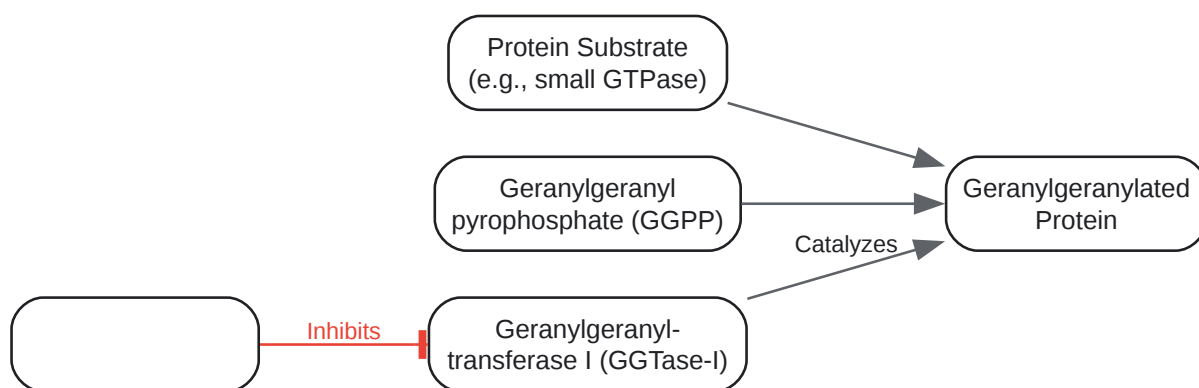 Protein Substrate
(e.g., small GTPase)
Geranylgeranyl
pyrophosphate (GGPP)
Geranylgeranylated
Protein
Catalyzes
Inhibits
Geranylgeranyl-
transferase I (GGTase-I)